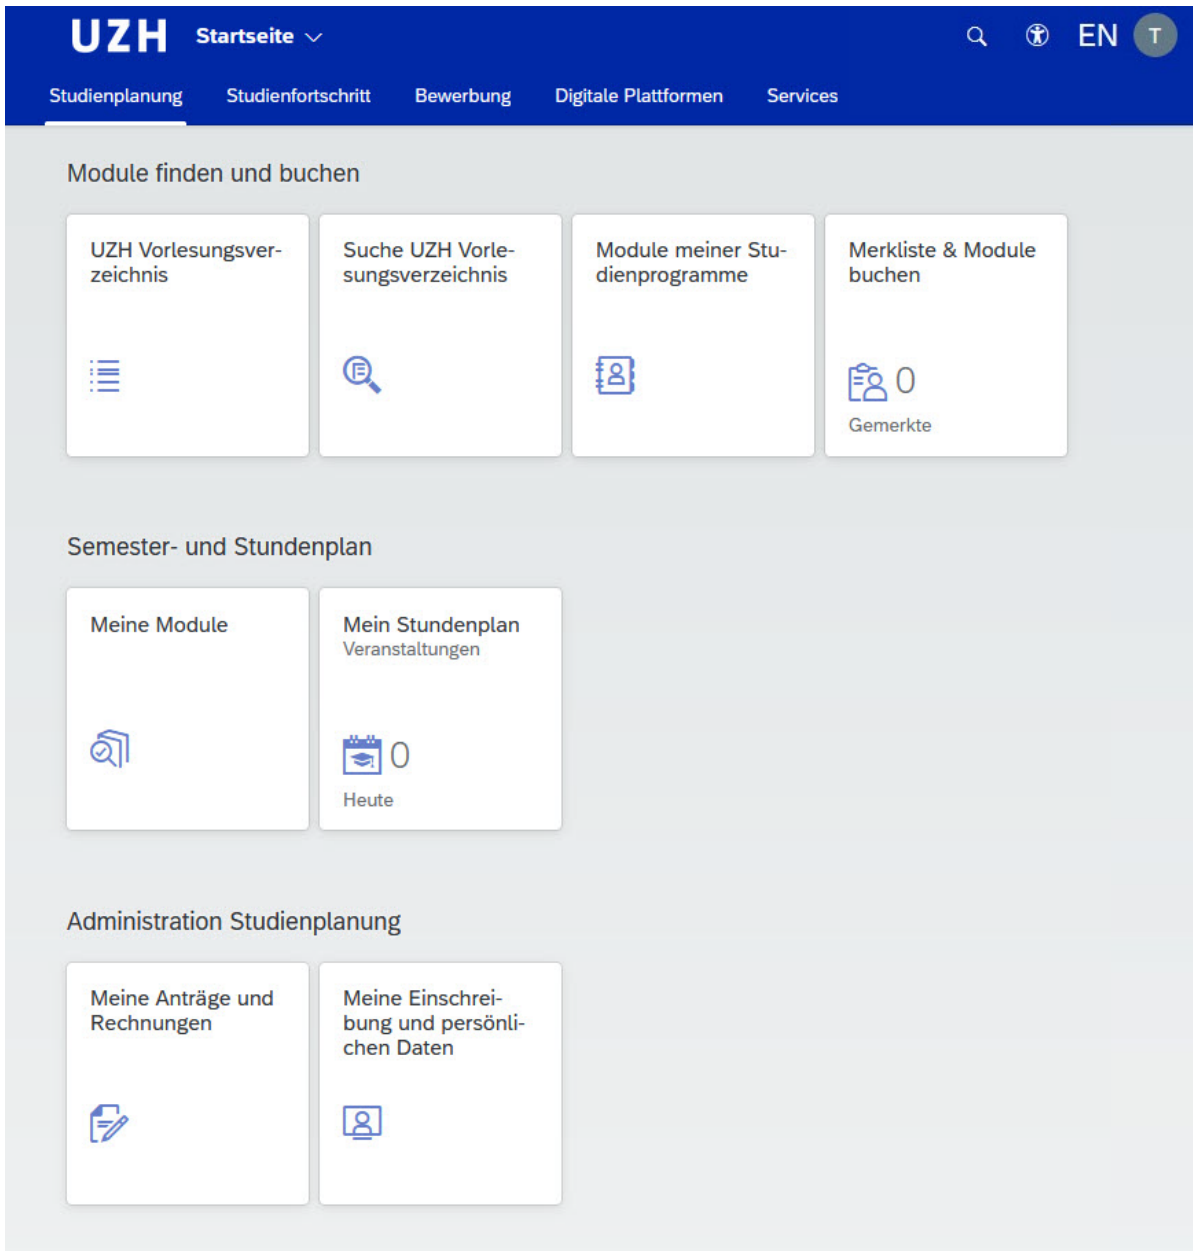 UZH Startseite EN T
Studienplanung Studienfortschritt Bewerbung Digitale Plattformen Services
Module finden und buchen
UZH Vorlesungsver-
zeichnis
Suche UZH Vorle-
sungsverzeichnis
Module meiner Stu-
dienprogramme
Merkliste & Module
buchen
0
Gemerkte
Semester- und Stundenplan
Meine Module
Mein Stundenplan
Veranstaltungen
0
Heute
Administration Studienplanung
Meine Anträge und
Rechnungen
Meine Einschrei-
bung und persönli-
chen Daten